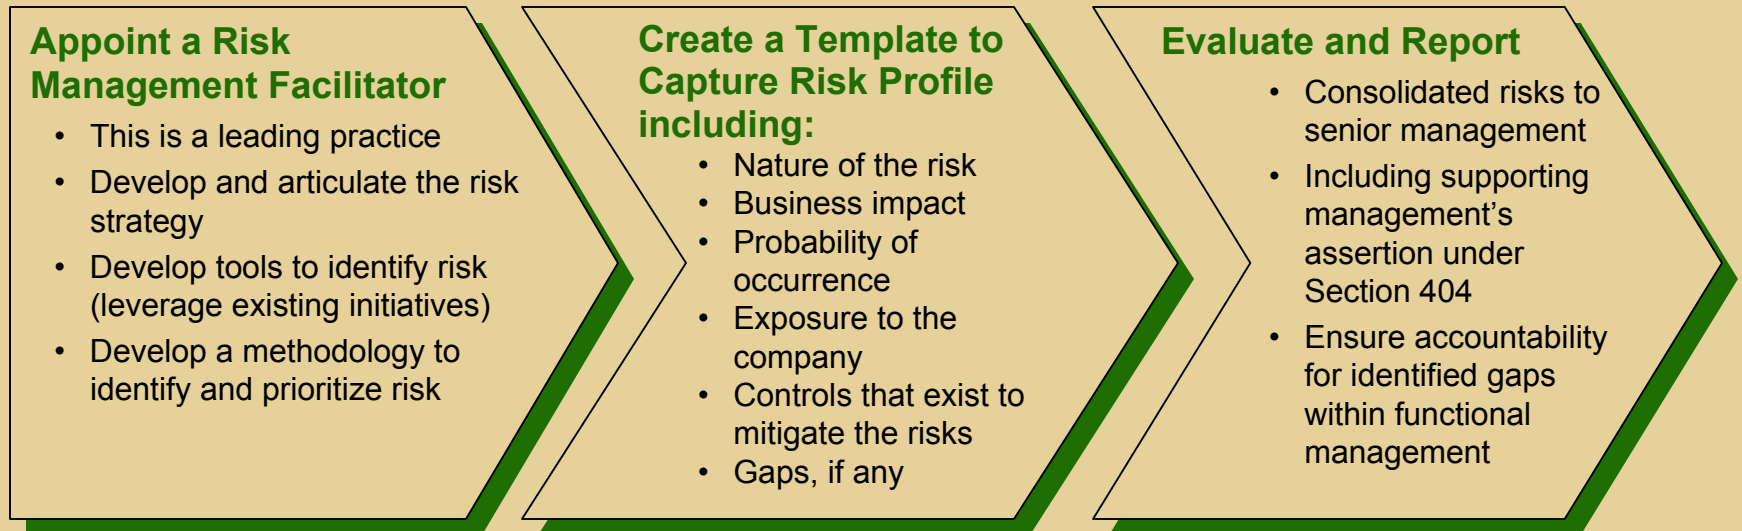 Appoint a Risk
Management Facilitator
• This is a leading practice
• Develop and articulate the risk
strategy
• Develop tools to identify risk
(leverage existing initiatives)
• Develop a methodology to
identify and prioritize risk
Create a Template to
Capture Risk Profile
including:
• Nature of the risk
• Business impact
• Probability of
occurrence
• Exposure to the
company
• Controls that exist to
mitigate the risks
• Gaps, if any
Evaluate and Report
• Consolidated risks to
senior management
• Including supporting
management’s
assertion under
Section 404
• Ensure accountability
for identified gaps
within functional
management